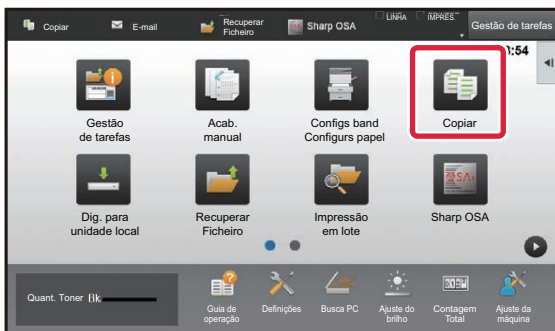 Copiar
E-mail
Recuperar
Ficheiro
Sharp OSA
LINHA
IMPRES.
Gestão de tarefas
:54
Gestão
de tarefas
Acab.
manual
Configs band
Configurs papel
Copiar
Dig. para
unidade local
Recuperar
Ficheiro
Impressão
em lote
Sharp OSA
Quant. Toner Bk
Guia de
operação
Definições
Busca PC
Ajuste do
brilho
Contagem
Total
Ajuste da
máquina